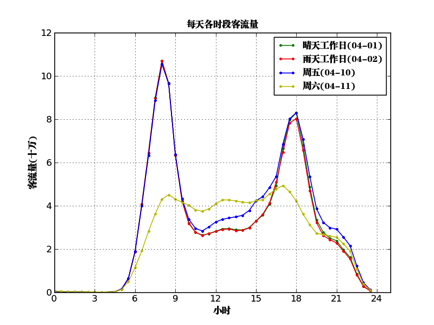 每天各时段客流量
12
10
8
6
4
2
0
客流量(十万)
晴天工作日(04-01)
雨天工作日(04-02)
周五(04-10)
周六(04-11)
0 3 6 9 12 15 18 21 24
小时